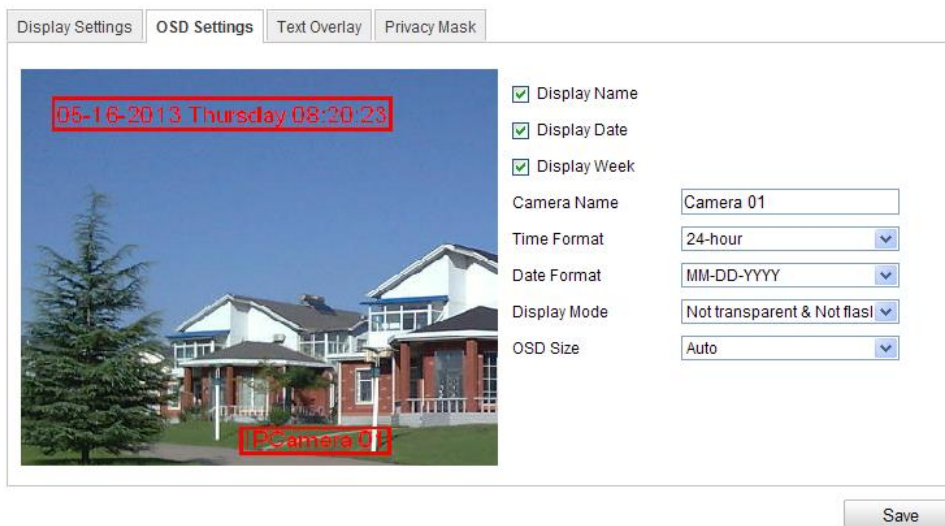 Display Settings
OSD Settings
Text Overlay
Privacy Mask
05-16-2013 Thursday 08:20:23
IPCamera 01
Display Name
Display Date
Display Week
Camera Name
Camera 01
Time Format
24-hour
Date Format
MM-DD-YYYY
Display Mode
Not transparent & Not flas
OSD Size
Auto
Save